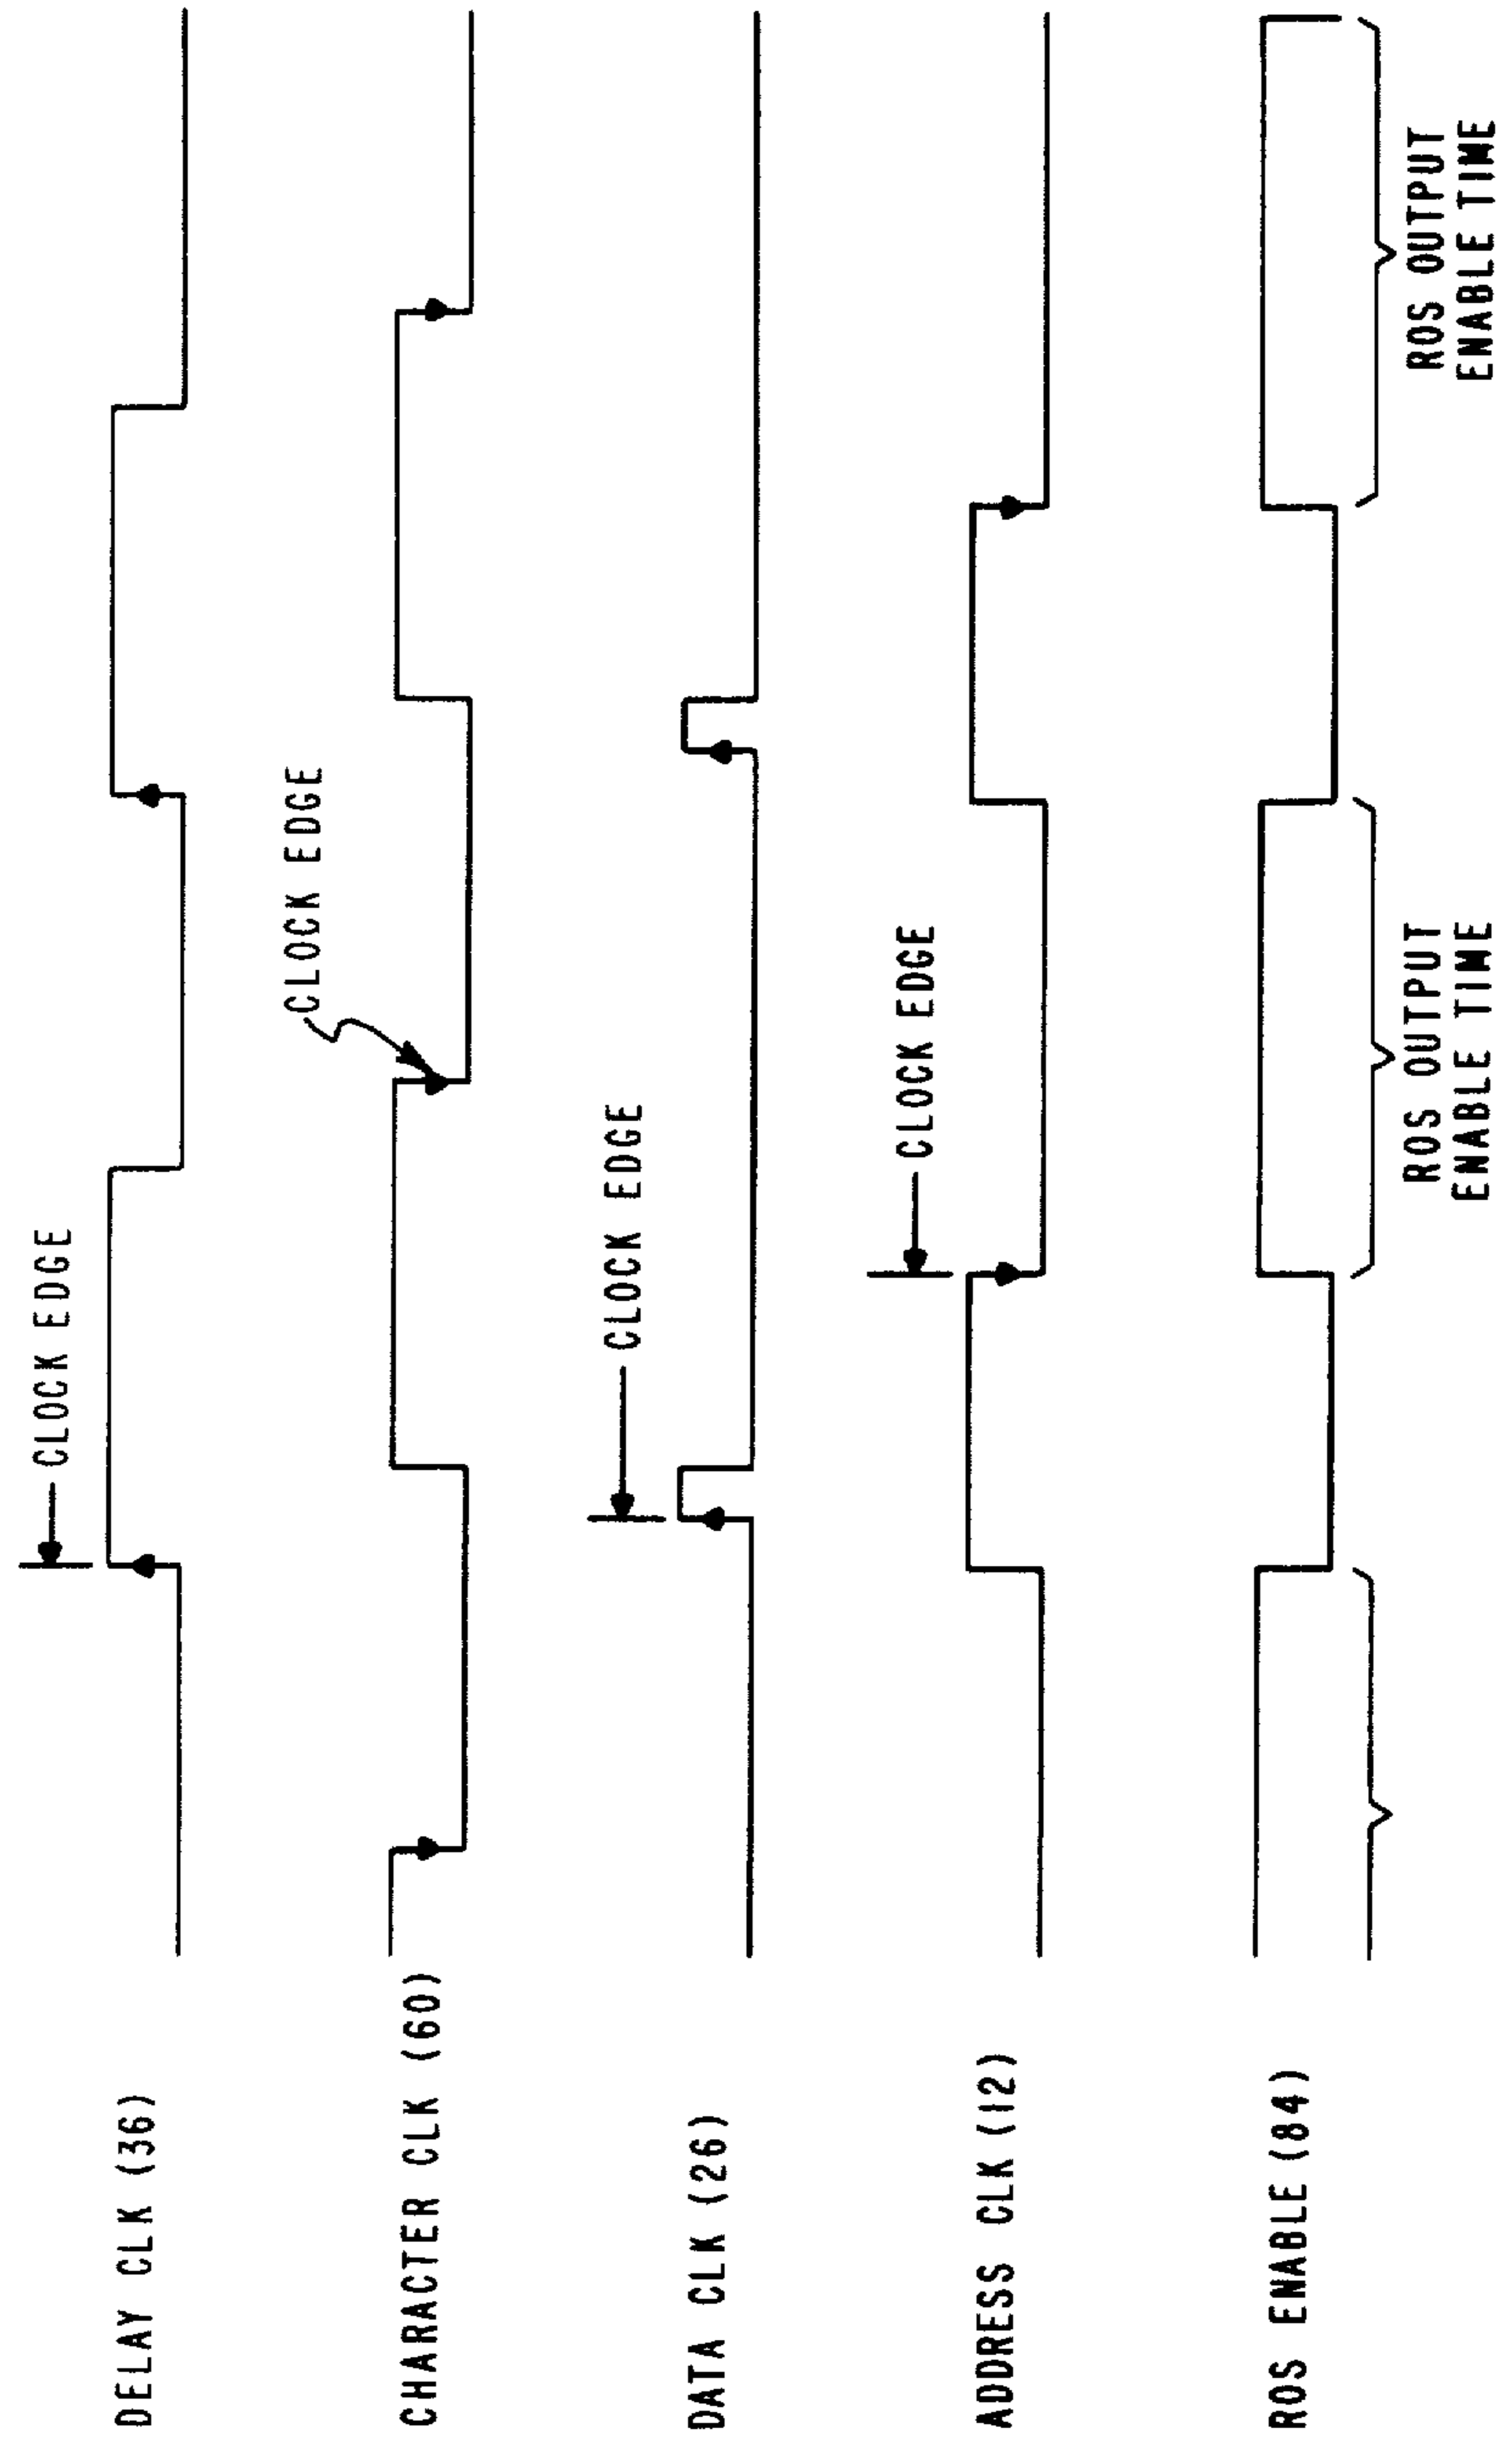 CLOCK EDGE
DELAY CLK (36)
CLOCK EDGE
CHARACTER CLK (60)
CLOCK EDGE
DATA CLK (26)
CLOCK EDGE
ADDRESS CLK (12)
ROS ENABLE (84)
ROS OUTPUT
ENABLE TIME
ROS OUTPUT
ENABLE TIME